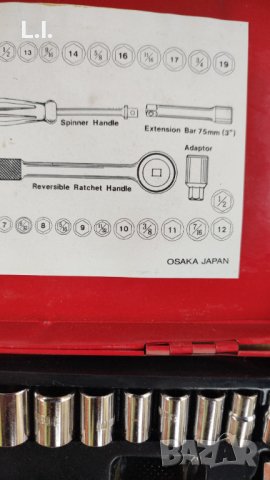 L.I.
1/2 13 14 5/8 16 11/16 17 3/4 19
Spinner Handle
Extension Bar 75mm (3")
Adaptor
Reversible Ratchet Handle
1/2
7 8 5/16 9 10 3/8 11 7/16 12
OSAKA JAPAN
bazar